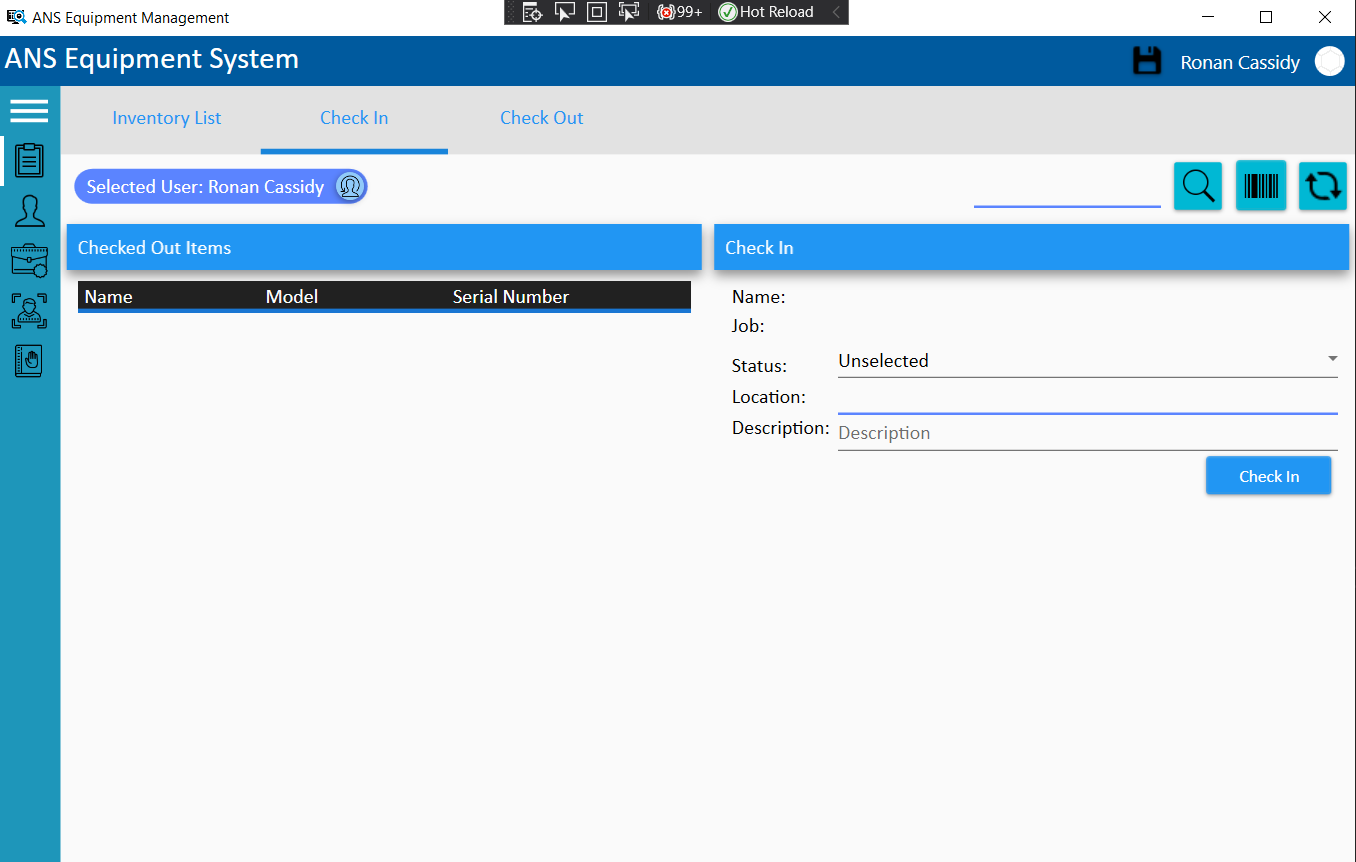 ANS Equipment Management
99+ Hot Reload
ANS Equipment System
Ronan Cassidy
Inventory List Check In Check Out
Selected User: Ronan Cassidy
Checked Out Items
Name Model Serial Number
Check In
Name:
Job:
Status: Unselected
Location:
Description: Description
Check In